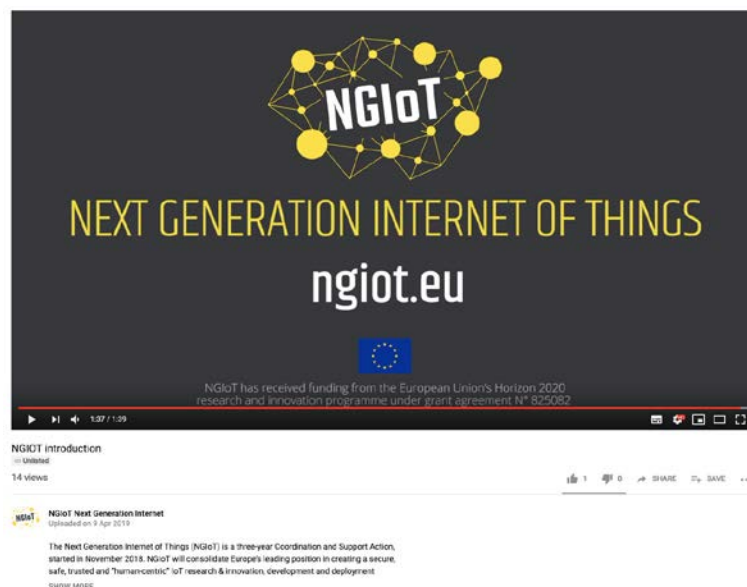 NGIoT
NEXT GENERATION INTERNET OF THINGS
ngiot.eu
NGIoT has received funding from the European Union's Horizon 2020
research and innovation programme under grant agreement N° 825082
1:37 / 1:39
NGIOT introduction
Unlisted
14 views
1 0 SHARE SAVE
NGIoT
NGIoT Next Generation Internet
Uploaded on 9 Apr 2019
The Next Generation Internet of Things (NGIoT) is a three-year Coordination and Support Action,
started in November 2018. NGIoT will consolidate Europe's leading position in creating a secure,
safe, trusted and "human-centric" IoT research & innovation, development and deployment
SHOW MORE